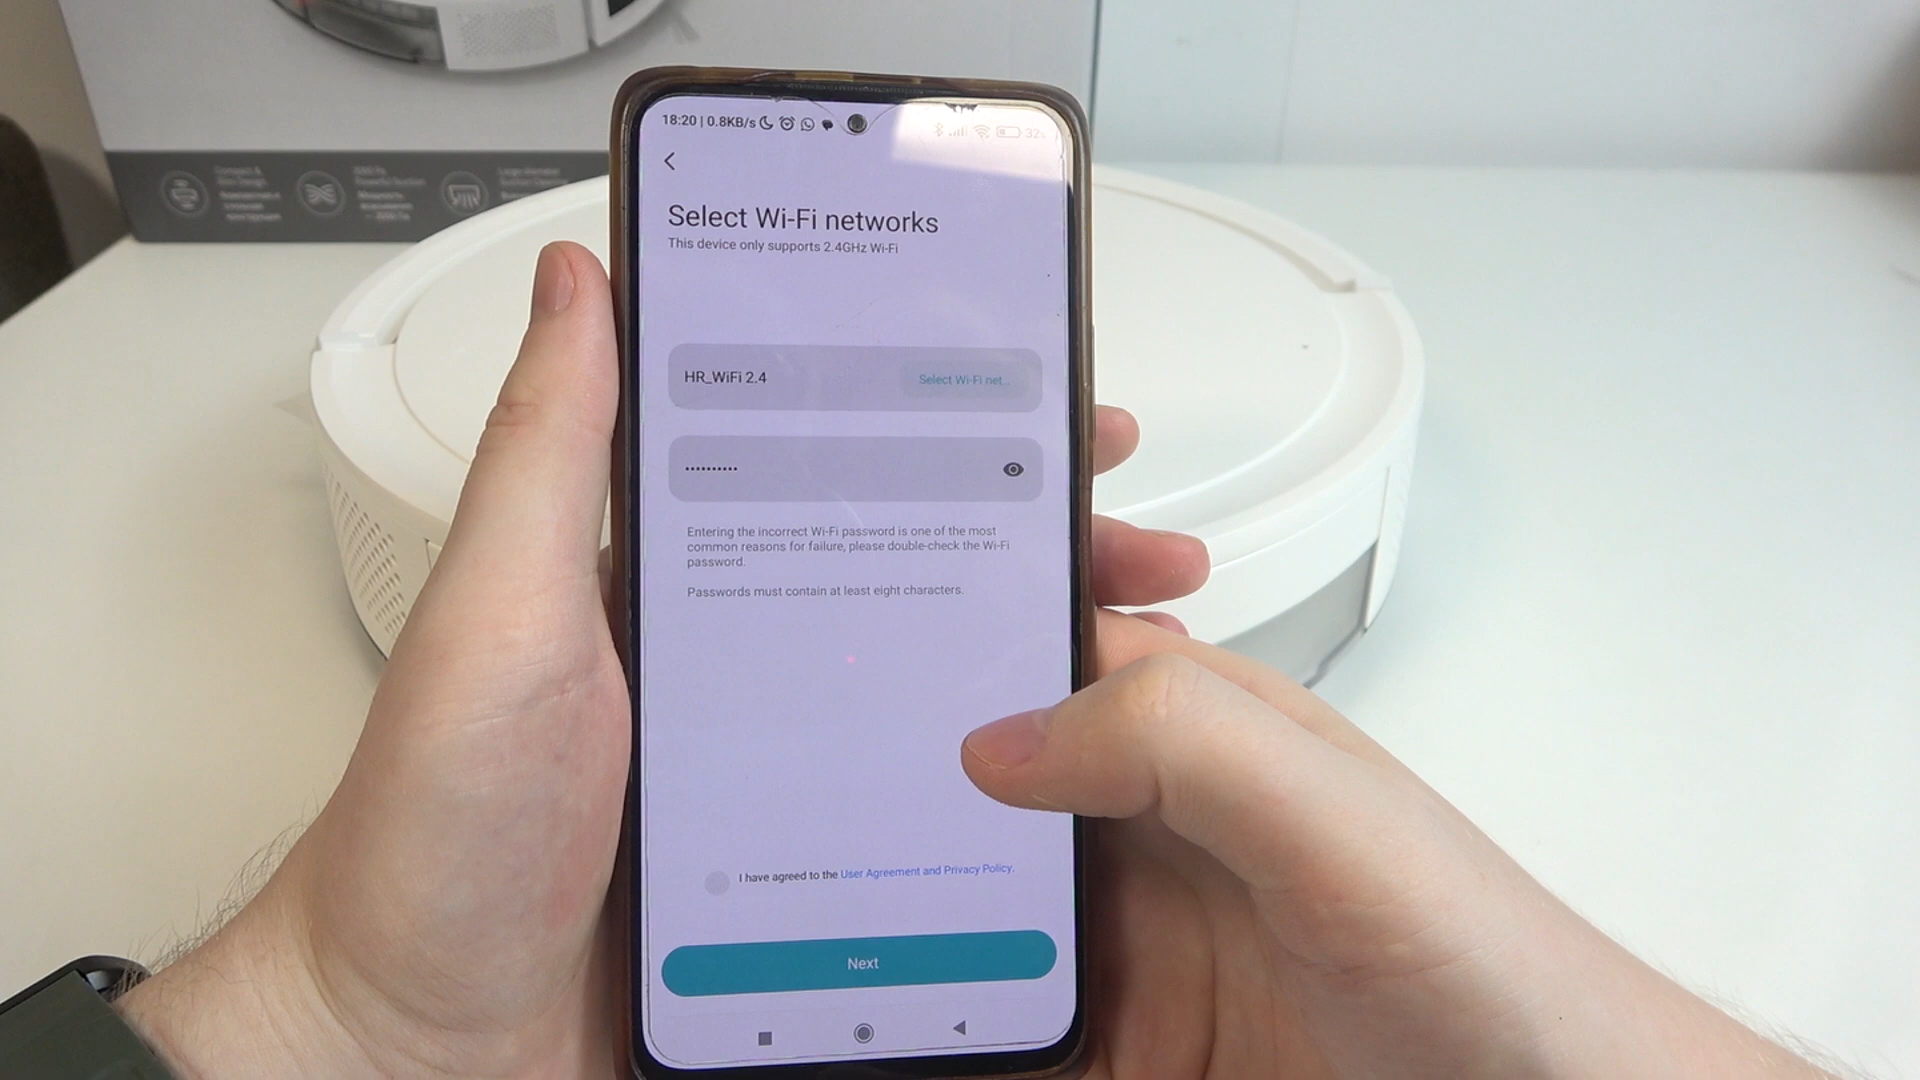 18:20 | 0.8KB/s
32
Select Wi-Fi networks
This device only supports 2.4GHz Wi-Fi
HR_WiFi 2.4
Select Wi-Fi net...
••••••••••
Entering the incorrect Wi-Fi password is one of the most
common reasons for failure, please double-check the Wi-Fi
password.
Passwords must contain at least eight characters.
I have agreed to the User Agreement and Privacy Policy.
Next